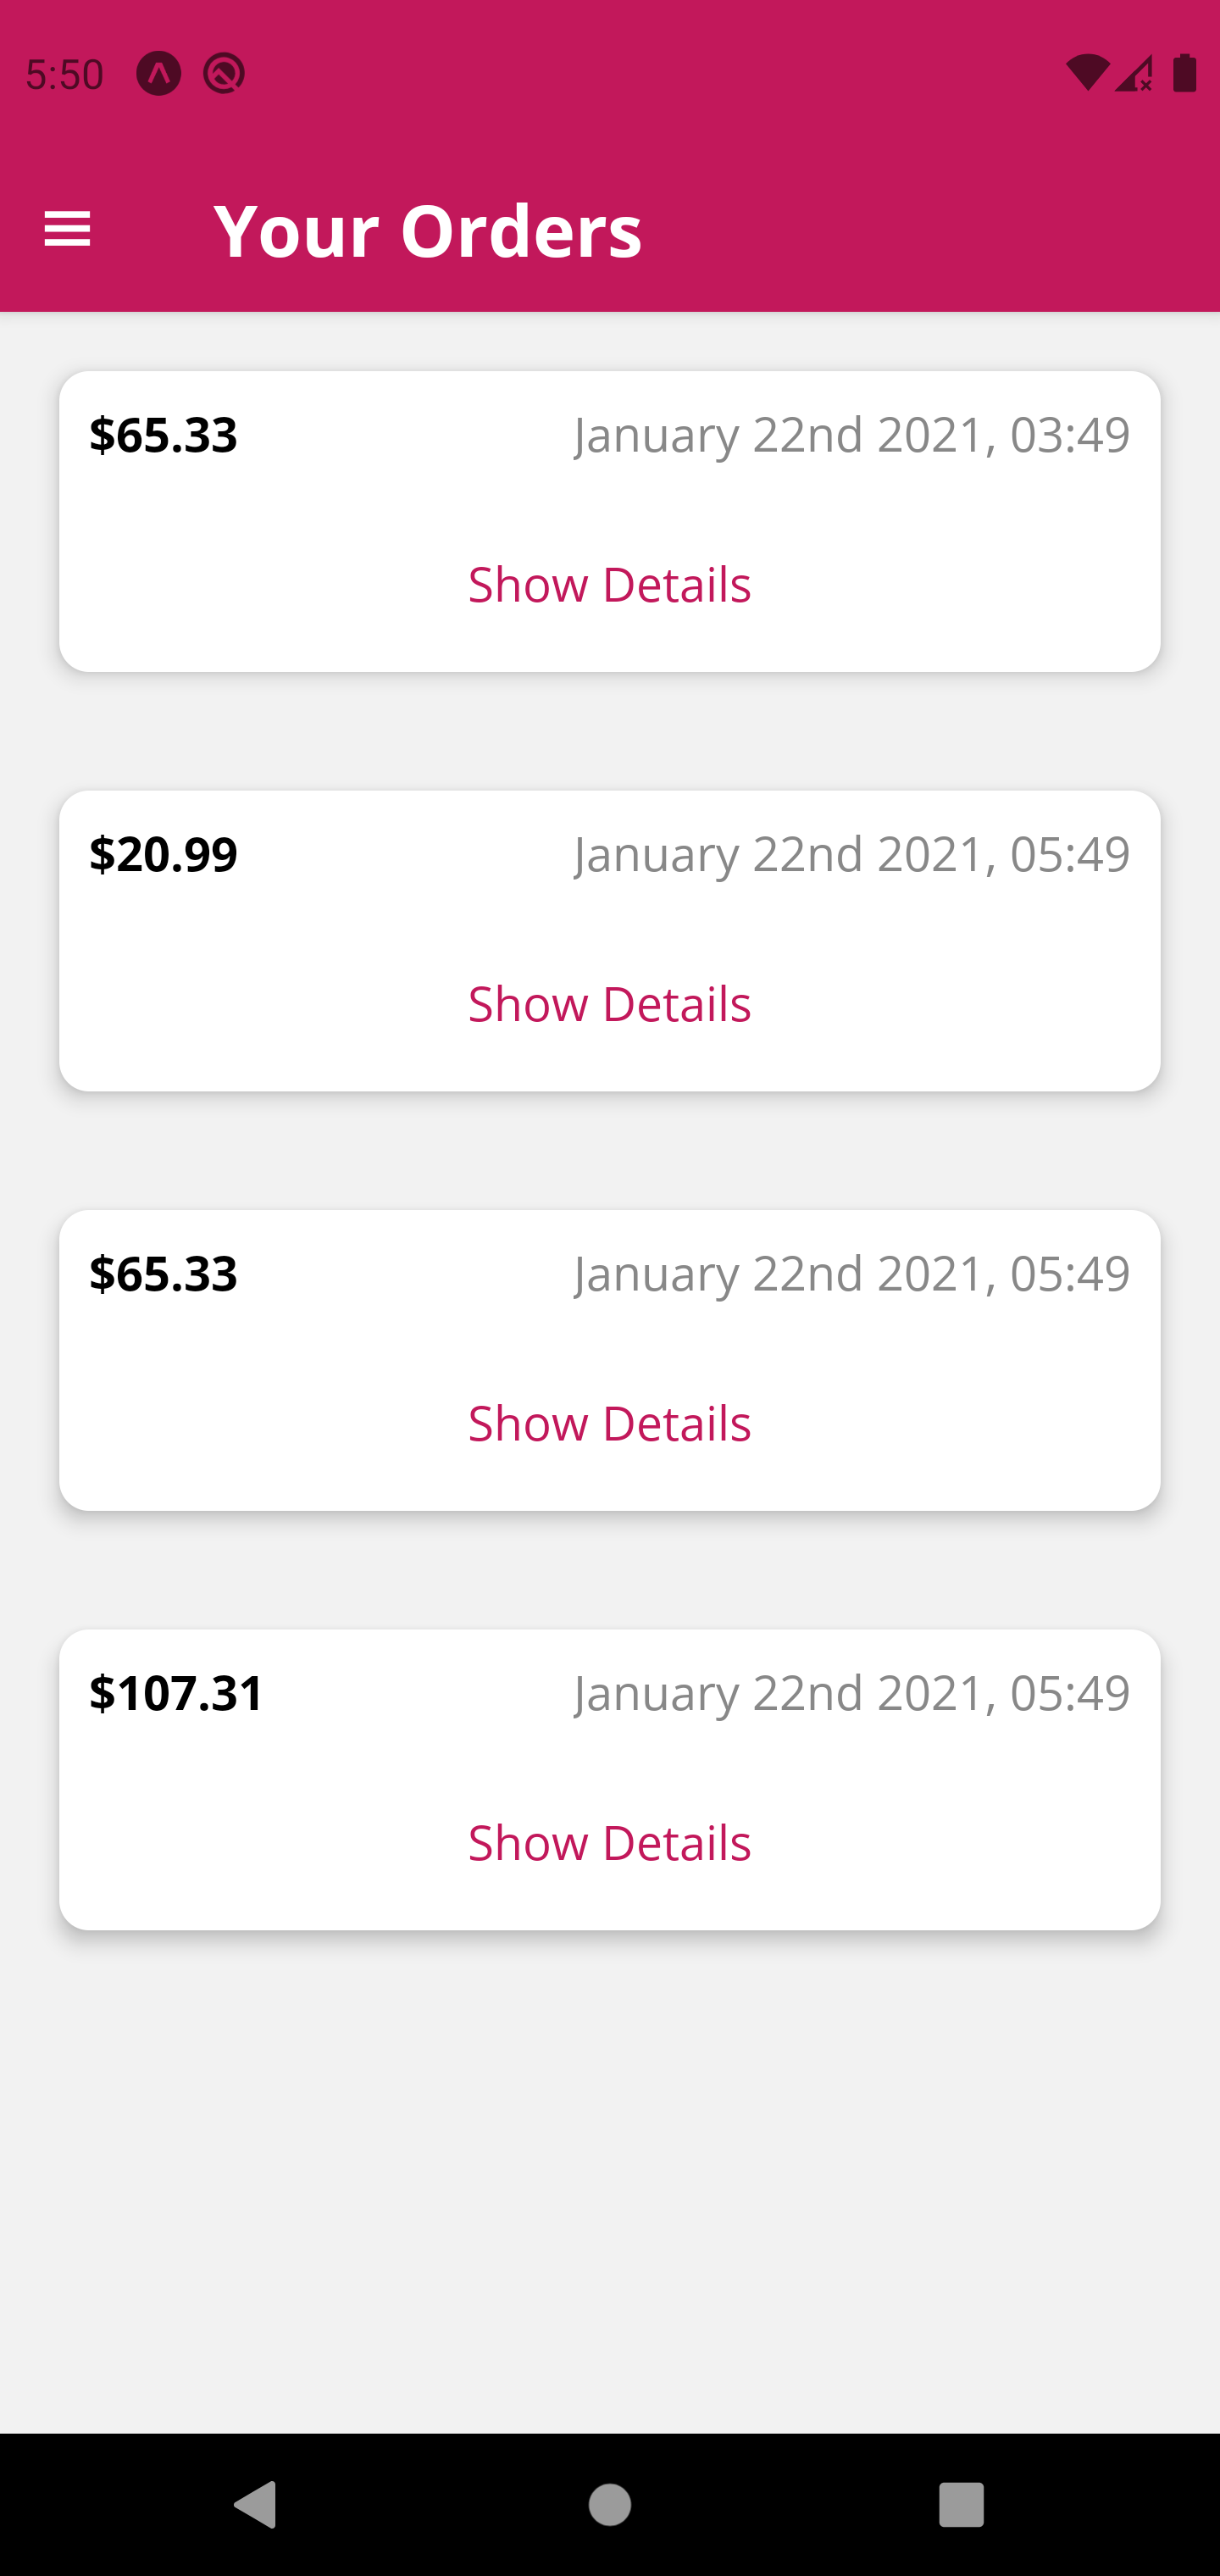 5:50
Your Orders
$65.33 January 22nd 2021, 03:49
Show Details
$20.99 January 22nd 2021, 05:49
Show Details
$65.33 January 22nd 2021, 05:49
Show Details
$107.31 January 22nd 2021, 05:49
Show Details